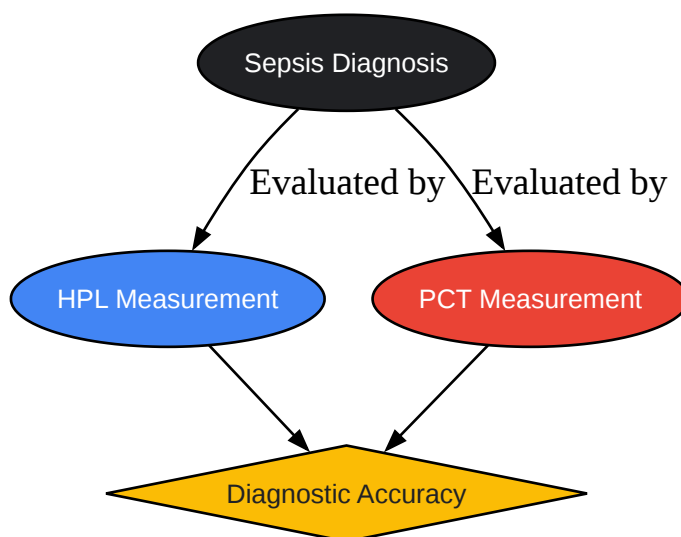 Sepsis Diagnosis
Evaluated by
Evaluated by
HPL Measurement
PCT Measurement
Diagnostic Accuracy